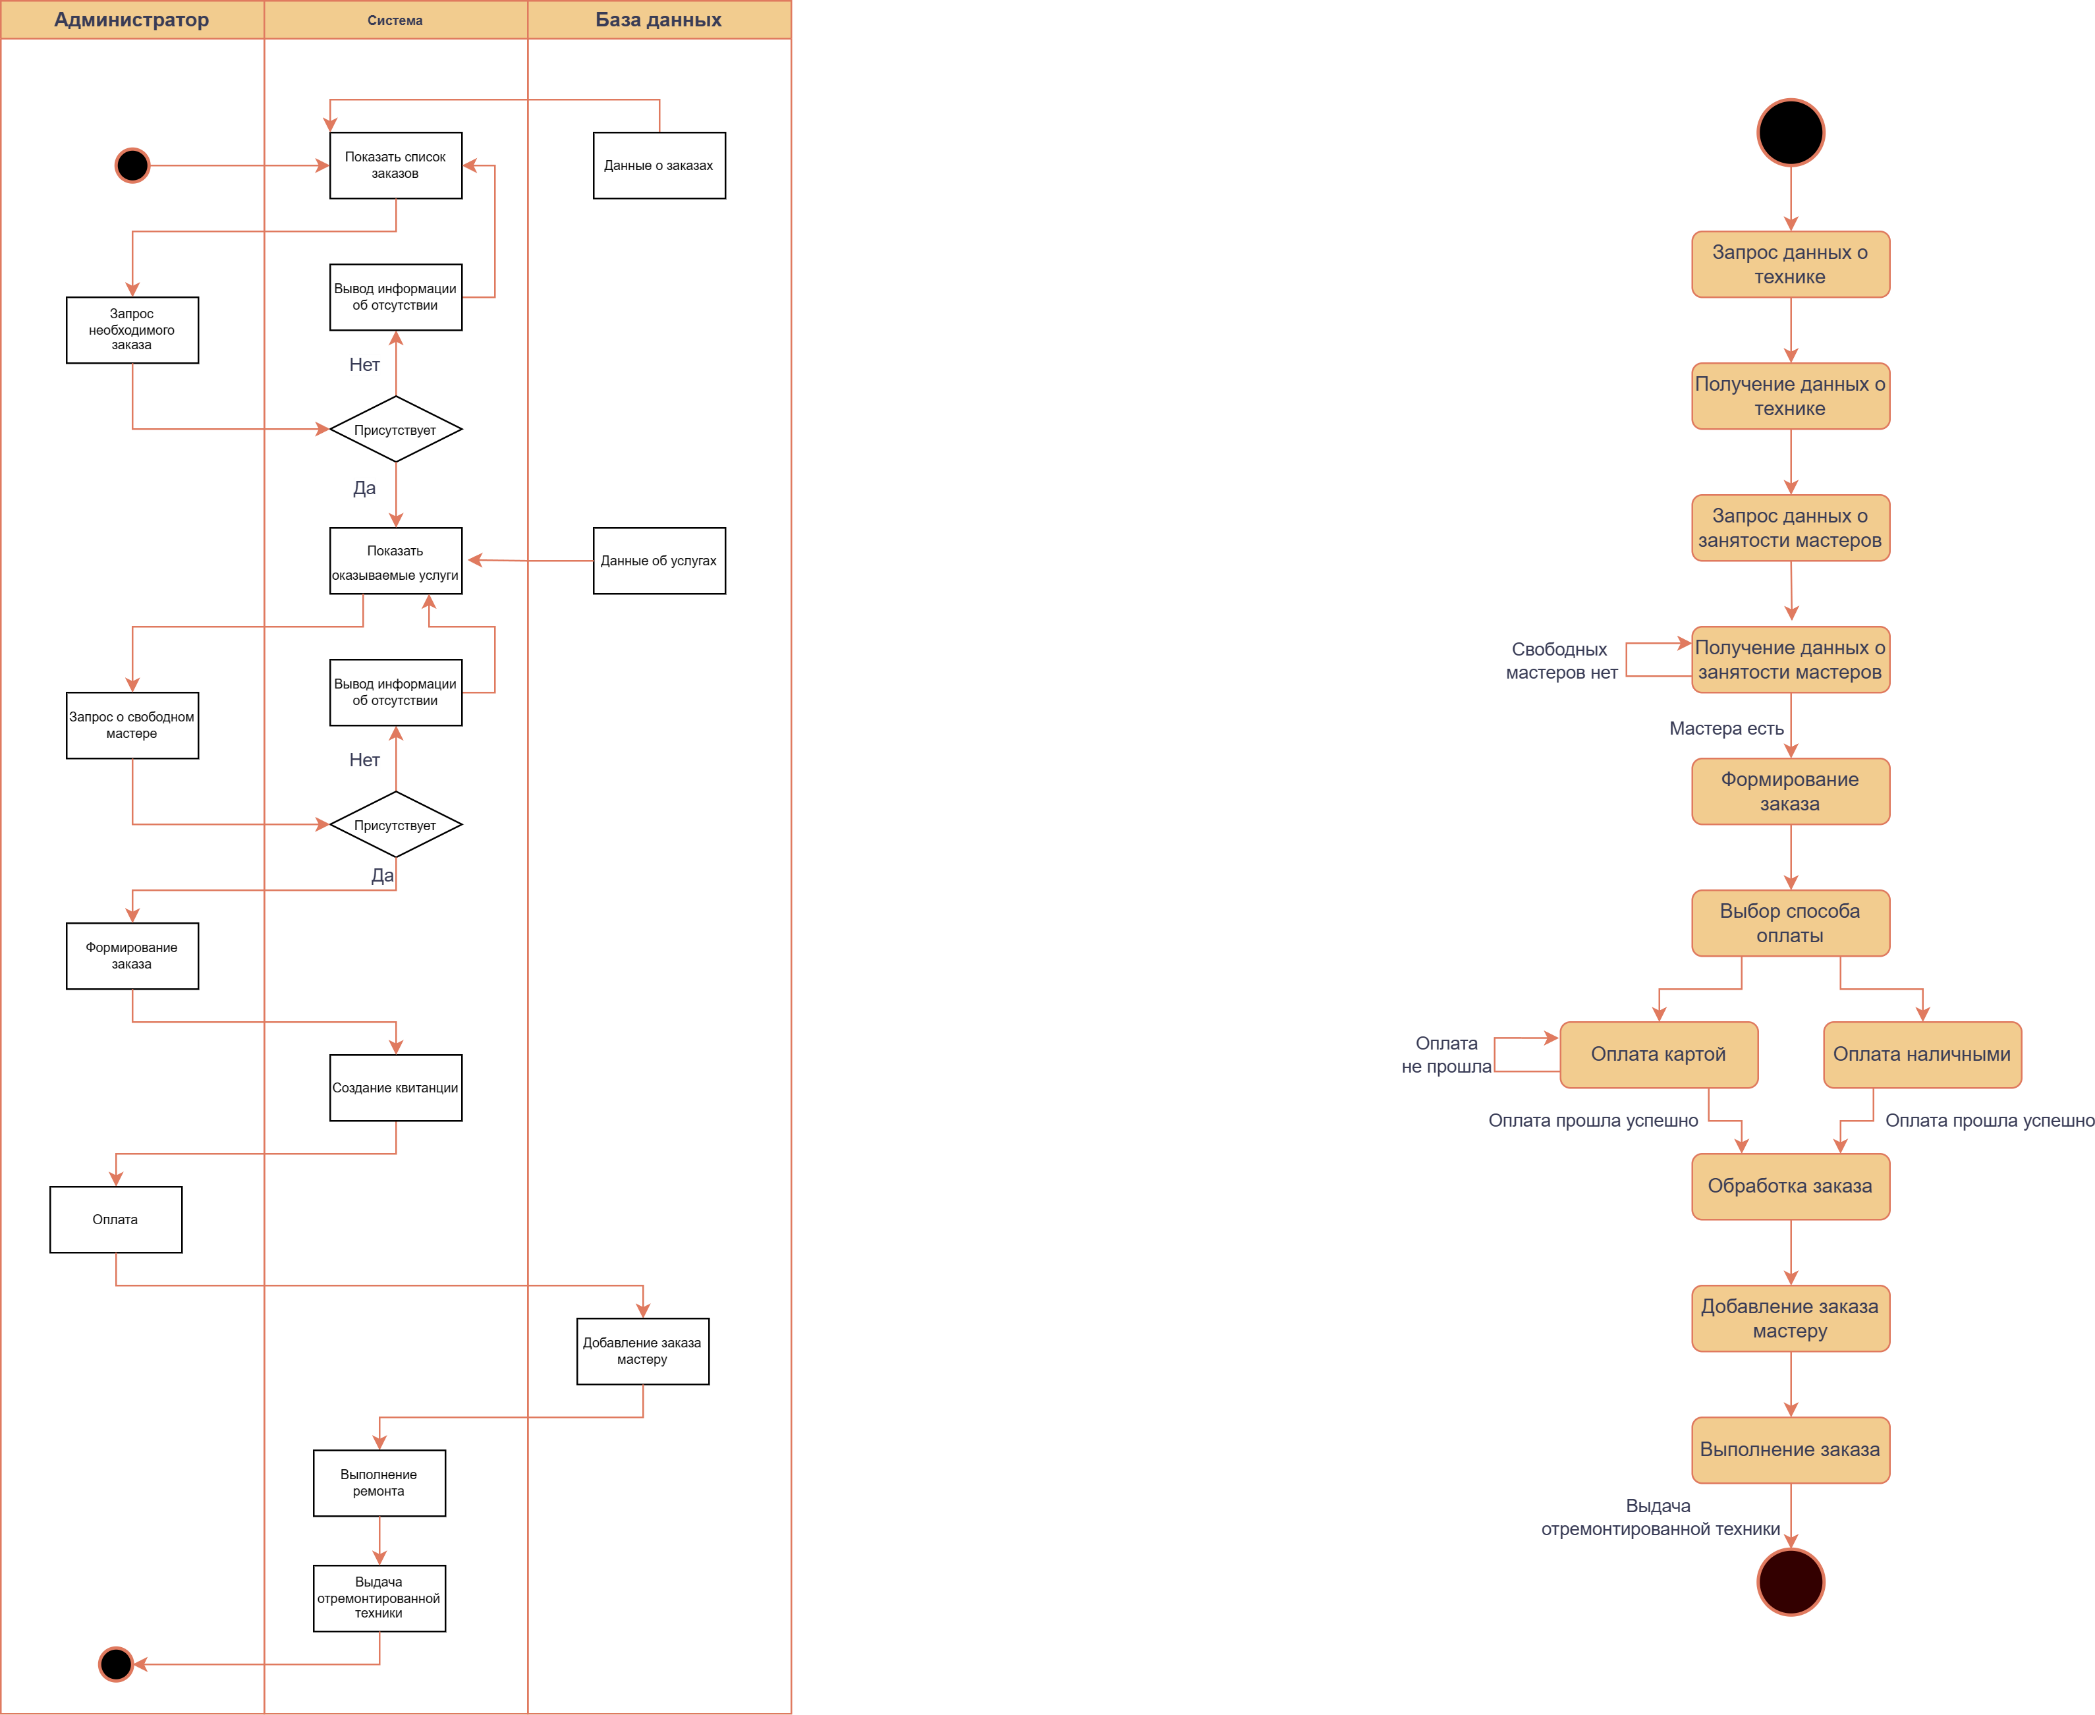 Администратор
Система
База данных
Показать список
заказов
Данные о заказах
Вывод информации
об отсутствии
Запрос
необходимого
заказа
Нет
Присутствует
Да
Показать
оказываемые услуги
Данные об услугах
Вывод информации
об отсутствии
Запрос о свободном
мастере
Нет
Присутствует
Да
Формирование
заказа
Создание квитанции
Оплата
Добавление заказа
мастеру
Выполнение
ремонта
Выдача
отремонтированной
техники
Запрос данных о
технике
Получение данных о
технике
Запрос данных о
занятости мастеров
Свободных
мастеров нет
Получение данных о
занятости мастеров
Мастера есть
Формирование
заказа
Выбор способа
оплаты
Оплата
не прошла
Оплата картой
Оплата наличными
Оплата прошла успешно
Оплата прошла успешно
Обработка заказа
Добавление заказа
мастеру
Выполнение заказа
Выдача
отремонтированной техники